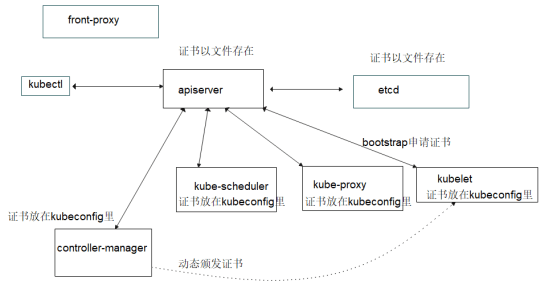 front-proxy
证书以文件存在
证书以文件存在
kubectl
apiserver
etcd
bootstrap申请证书
kube-scheduler
证书放在kubeconfig里
kube-proxy
证书放在kubeconfig里
kubelet
证书放在kubeconfig里
证书放在kubeconfig里
controller-manager
动态颁发证书